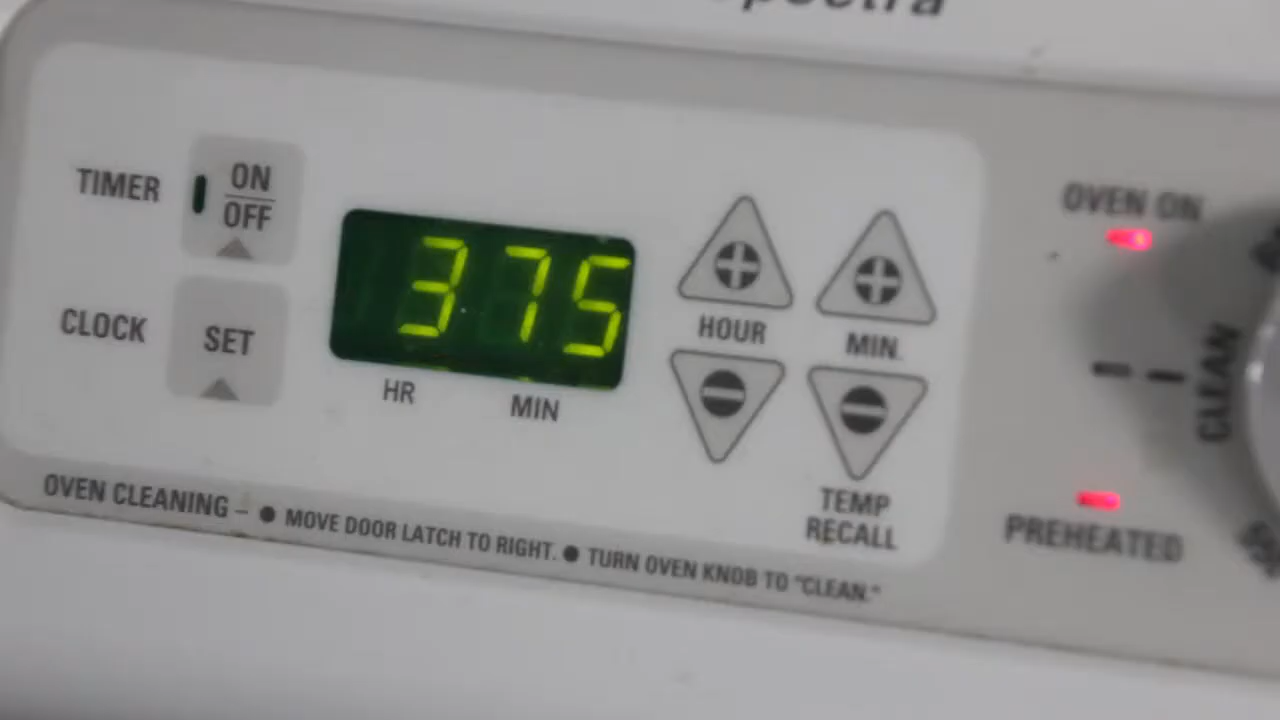 Spectra
TIMER
ON
OFF
CLOCK
SET
375
HR
MIN
HOUR
MIN.
TEMP
RECALL
OVEN ON
CLEAN
PREHEATED
OVEN CLEANING – ● MOVE DOOR LATCH TO RIGHT. ● TURN OVEN KNOB TO "CLEAN."